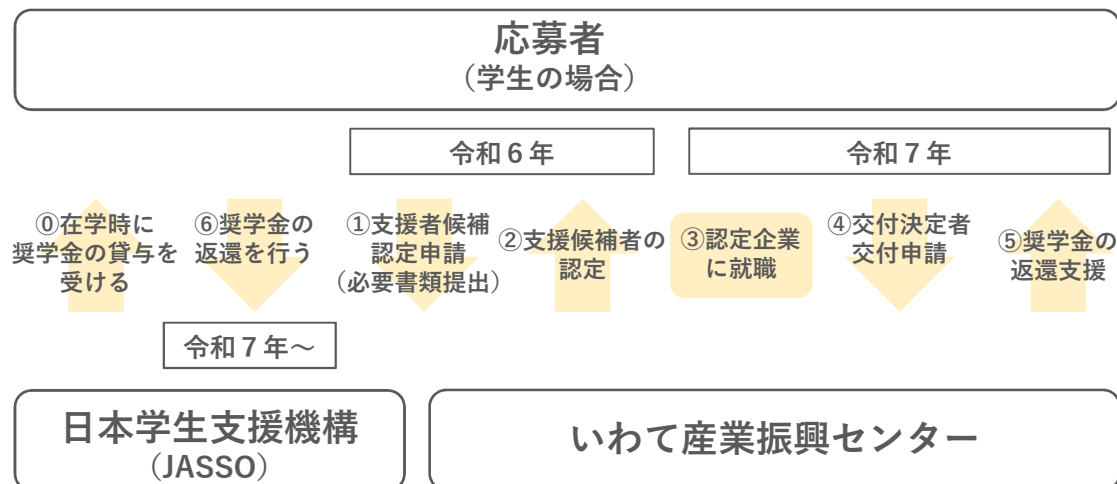 応募者
（学生の場合）
令和６年
令和７年
⓪在学時に
奨学金の貸与を
受ける
⑥奨学金の
返還を行う
①支援者候補
認定申請
（必要書類提出）
②支援候補者の
認定
③認定企業
に就職
④交付決定者
交付申請
⑤奨学金の
返還支援
令和７年～
日本学生支援機構
（JASSO）
いわて産業振興センター